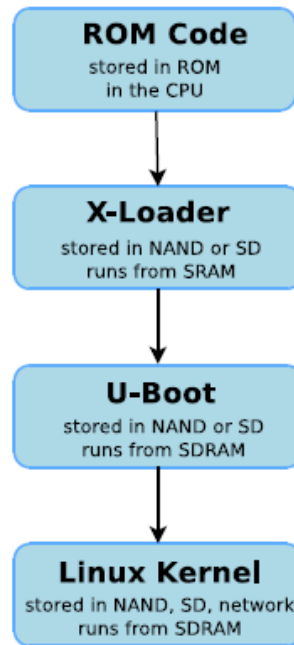 ROM Code
stored in ROM
in the CPU
X-Loader
stored in NAND or SD
runs from SRAM
U-Boot
stored in NAND or SD
runs from SDRAM
Linux Kernel
stored in NAND, SD, network
runs from SDRAM